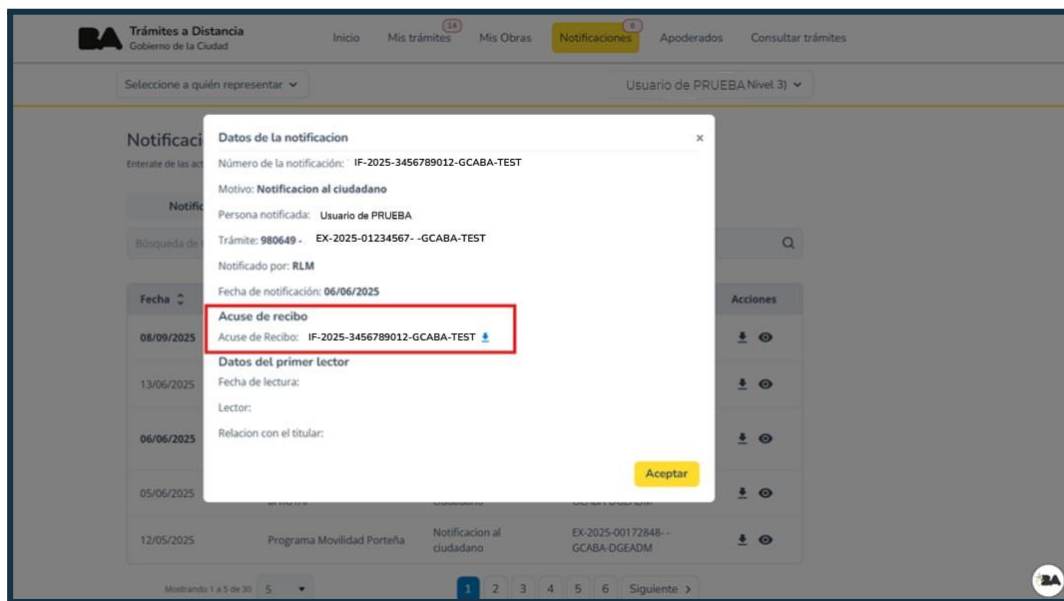 BA Trámites a Distancia
Gobierno de la Ciudad
Inicio
Mis trámites
14
Mis Obras
Notificaciones
6
Apoderados
Consultar trámites
Seleccione a quién representar
Usuario de PRUEBA Nivel 3)
Notificaci
Enterate de las act
Notific
Búsqueda de
Datos de la notificacion
x
Número de la notificación: IF-2025-3456789012-GCABA-TEST
Motivo: Notificacion al ciudadano
Persona notificada: Usuario de PRUEBA
Trámite: 980649 - EX-2025-01234567- -GCABA-TEST
Notificado por: RLM
Fecha de notificación: 06/06/2025
Acuse de recibo
Acuse de Recibo: IF-2025-3456789012-GCABA-TEST
Datos del primer lector
Fecha de lectura:
Lector:
Relacion con el titular:
Aceptar
Fecha
Acciones
08/09/2025
13/06/2025
06/06/2025
05/06/2025
12/05/2025
Programa Movilidad Porteña
Notificacion al
ciudadano
EX-2025-00172848- -
GCABA-DGEADM
Mostrando 1 a 5 de 30
5
1 2 3 4 5 6 Siguiente >
BA